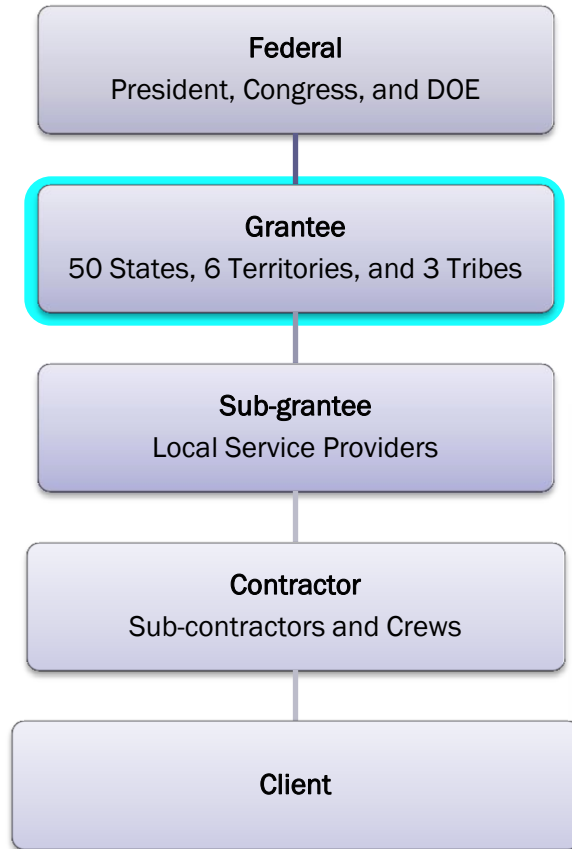 Federal
President, Congress, and DOE
Grantee
50 States, 6 Territories, and 3 Tribes
Sub-grantee
Local Service Providers
Contractor
Sub-contractors and Crews
Client